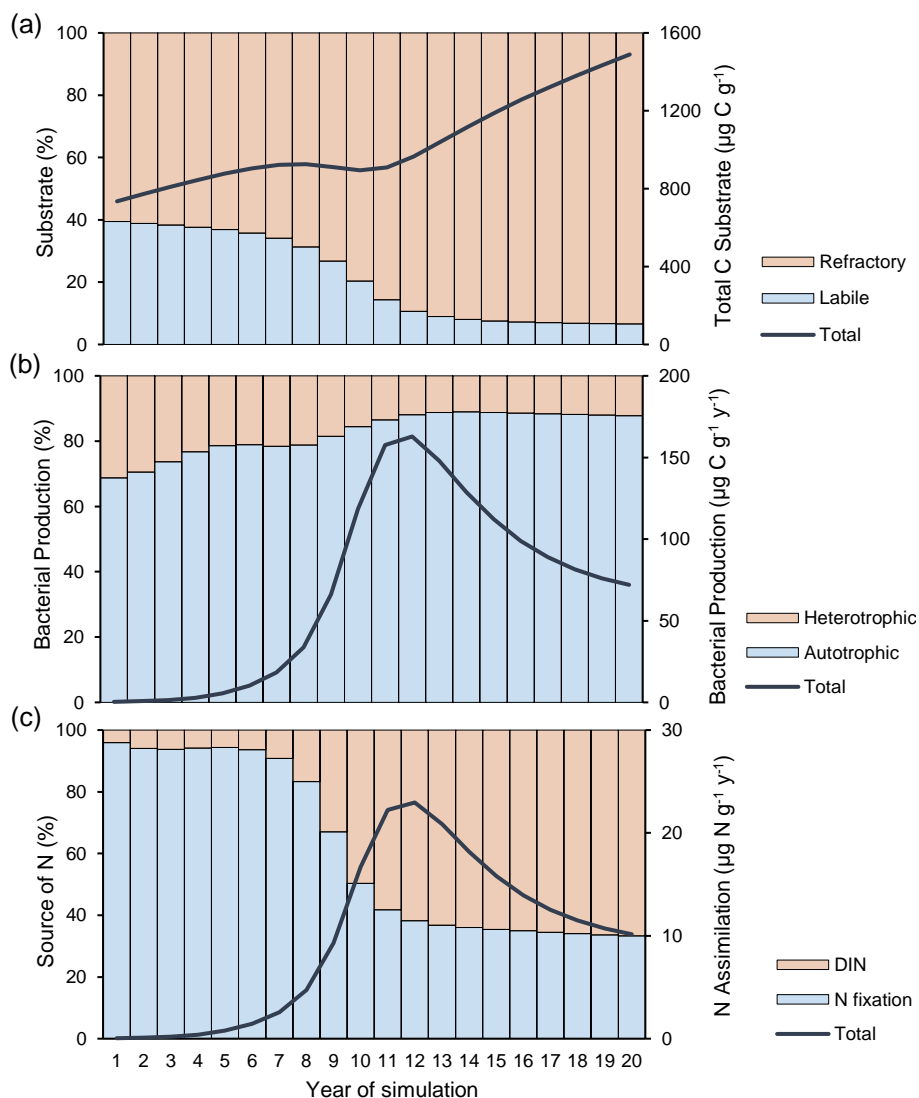 (a)
100
80
60
40
20
0
Substrate (%)
1600
1200
800
400
0
Total C Substrate (µg C g⁻¹)
Refractory
Labile
Total
(b)
100
80
60
40
20
0
Bacterial Production (%)
200
150
100
50
0
Bacterial Production (µg C g⁻¹ y⁻¹)
Heterotrophic
Autotrophic
Total
(c)
100
80
60
40
20
0
Source of N (%)
30
20
10
0
N Assimilation (µg N g⁻¹ y⁻¹)
DIN
N fixation
Total
1 2 3 4 5 6 7 8 9 10 11 12 13 14 15 16 17 18 19 20
Year of simulation